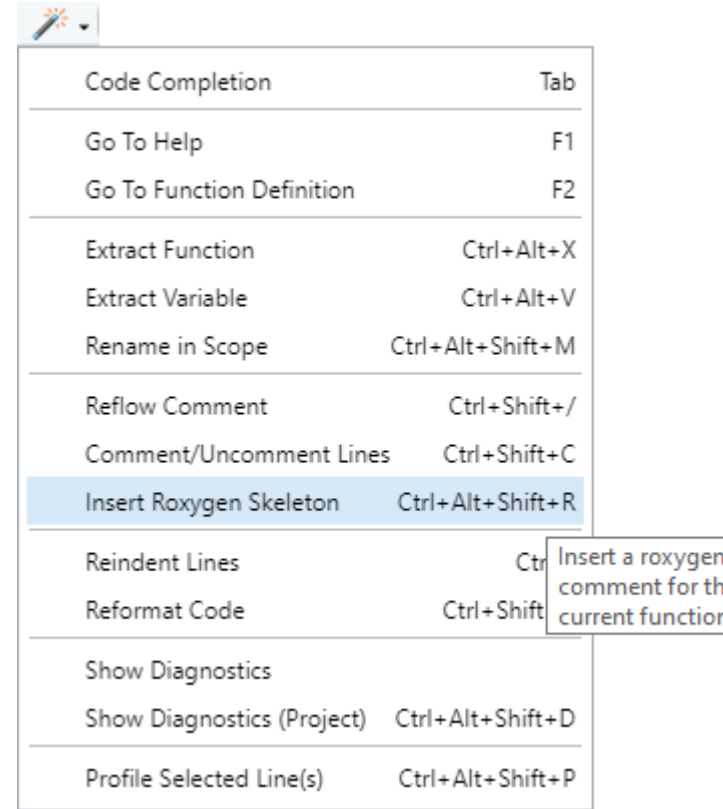 Code Completion Tab
Go To Help F1
Go To Function Definition F2
Extract Function Ctrl+Alt+X
Extract Variable Ctrl+Alt+V
Rename in Scope Ctrl+Alt+Shift+M
Reflow Comment Ctrl+Shift+/
Comment/Uncomment Lines Ctrl+Shift+C
Insert Roxygen Skeleton Ctrl+Alt+Shift+R
Reindent Lines Ctr
Insert a roxygen
comment for th
current function
Reformat Code Ctrl+Shift
Show Diagnostics
Show Diagnostics (Project) Ctrl+Alt+Shift+D
Profile Selected Line(s) Ctrl+Alt+Shift+P